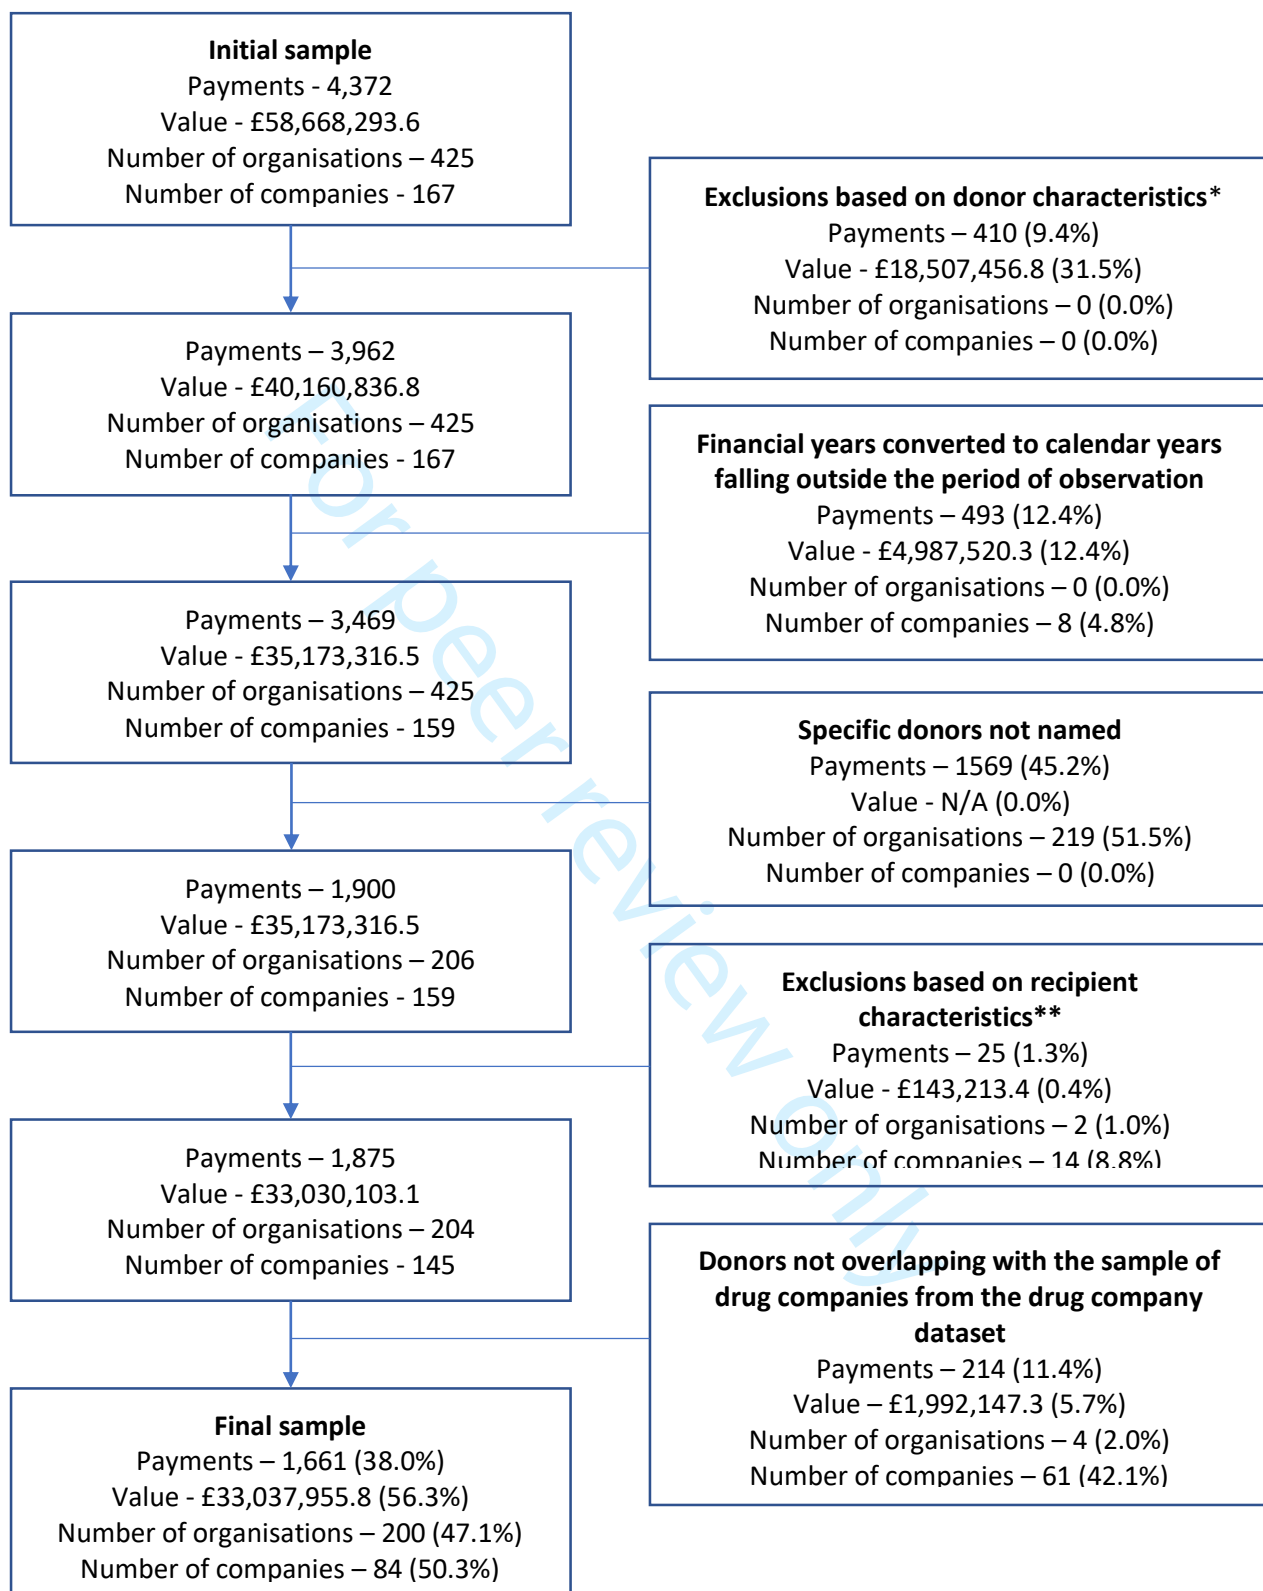 Initial sample
Payments - 4,372
Value - £58,668,293.6
Number of organisations – 425
Number of companies - 167
Exclusions based on donor characteristics*
Payments – 410 (9.4%)
Value - £18,507,456.8 (31.5%)
Number of organisations – 0 (0.0%)
Number of companies – 0 (0.0%)
Payments – 3,962
Value - £40,160,836.8
Number of organisations – 425
Number of companies - 167
Financial years converted to calendar years
falling outside the period of observation
Payments – 493 (12.4%)
Value - £4,987,520.3 (12.4%)
Number of organisations – 0 (0.0%)
Number of companies – 8 (4.8%)
Payments – 3,469
Value - £35,173,316.5
Number of organisations – 425
Number of companies - 159
Specific donors not named
Payments – 1569 (45.2%)
Value - N/A (0.0%)
Number of organisations – 219 (51.5%)
Number of companies – 0 (0.0%)
Payments – 1,900
Value - £35,173,316.5
Number of organisations – 206
Number of companies - 159
Exclusions based on recipient
characteristics**
Payments – 25 (1.3%)
Value - £143,213.4 (0.4%)
Number of organisations – 2 (1.0%)
Number of companies – 14 (8.8%)
Payments – 1,875
Value - £33,030,103.1
Number of organisations – 204
Number of companies - 145
Donors not overlapping with the sample of
drug companies from the drug company
dataset
Payments – 214 (11.4%)
Value – £1,992,147.3 (5.7%)
Number of organisations – 4 (2.0%)
Number of companies – 61 (42.1%)
Final sample
Payments – 1,661 (38.0%)
Value - £33,037,955.8 (56.3%)
Number of organisations – 200 (47.1%)
Number of companies – 84 (50.3%)
For peer review only